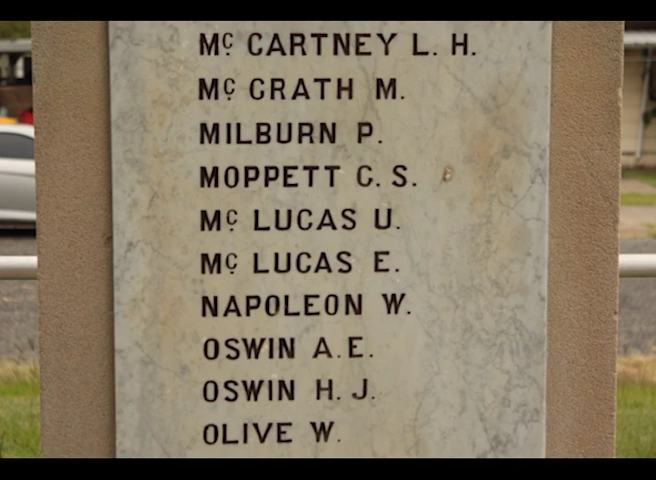 Mc CARTNEY L. H.
Mc GRATH M.
MILBURN P.
MOPPETT C. S.
Mc LUCAS U.
Mc LUCAS E.
NAPOLEON W.
OSWIN A. E.
OSWIN H. J.
OLIVE W.